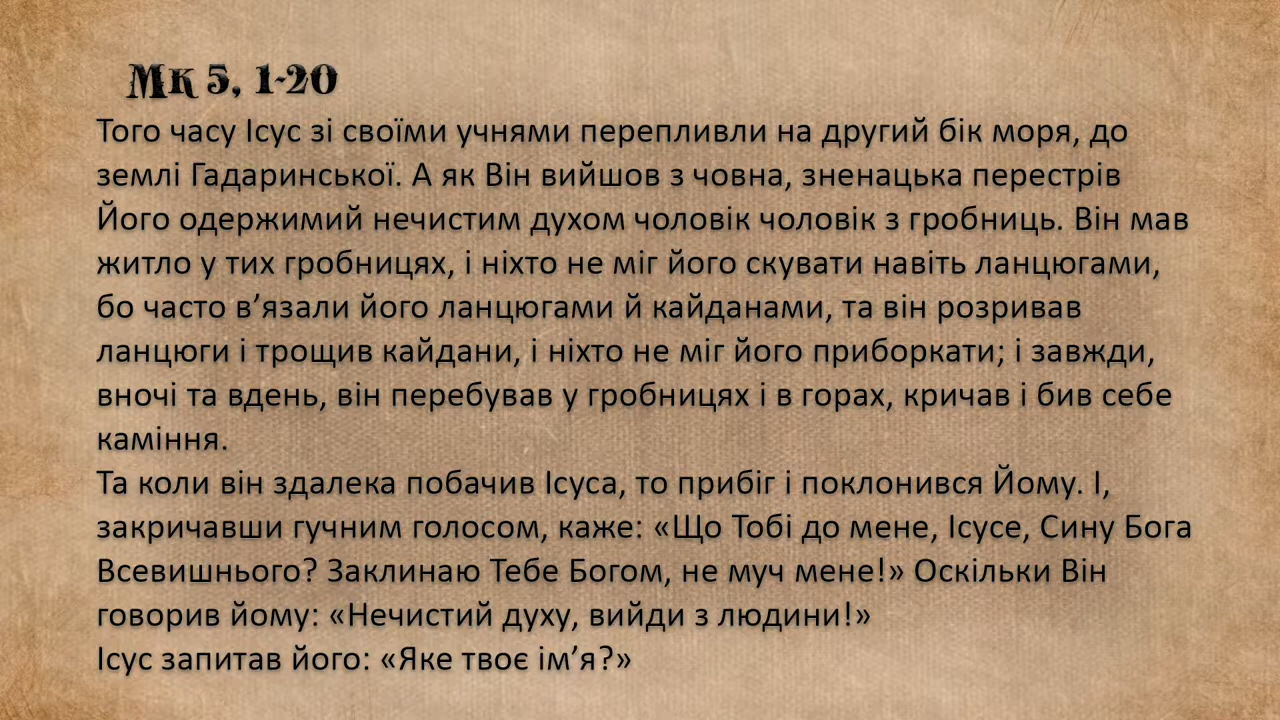 Мк 5, 1-20
Того часу Ісус зі своїми учнями перепливли на другий бік моря, до
землі Гадаринської. А як Він вийшов з човна, зненацька перестрів
Його одержимий нечистим духом чоловік чоловік з гробниць. Він мав
житло у тих гробницях, і ніхто не міг його скувати навіть ланцюгами,
бо часто в’язали його ланцюгами й кайданами, та він розривав
ланцюги і трощив кайдани, і ніхто не міг його приборкати; і завжди,
вночі та вдень, він перебував у гробницях і в горах, кричав і бив себе
каміння.
Та коли він здалека побачив Ісуса, то прибіг і поклонився Йому. І,
закричавши гучним голосом, каже: «Що Тобі до мене, Ісусе, Сину Бога
Всевишнього? Заклинаю Тебе Богом, не муч мене!» Оскільки Він
говорив йому: «Нечистий духу, вийди з людини!»
Ісус запитав його: «Яке твоє ім’я?»